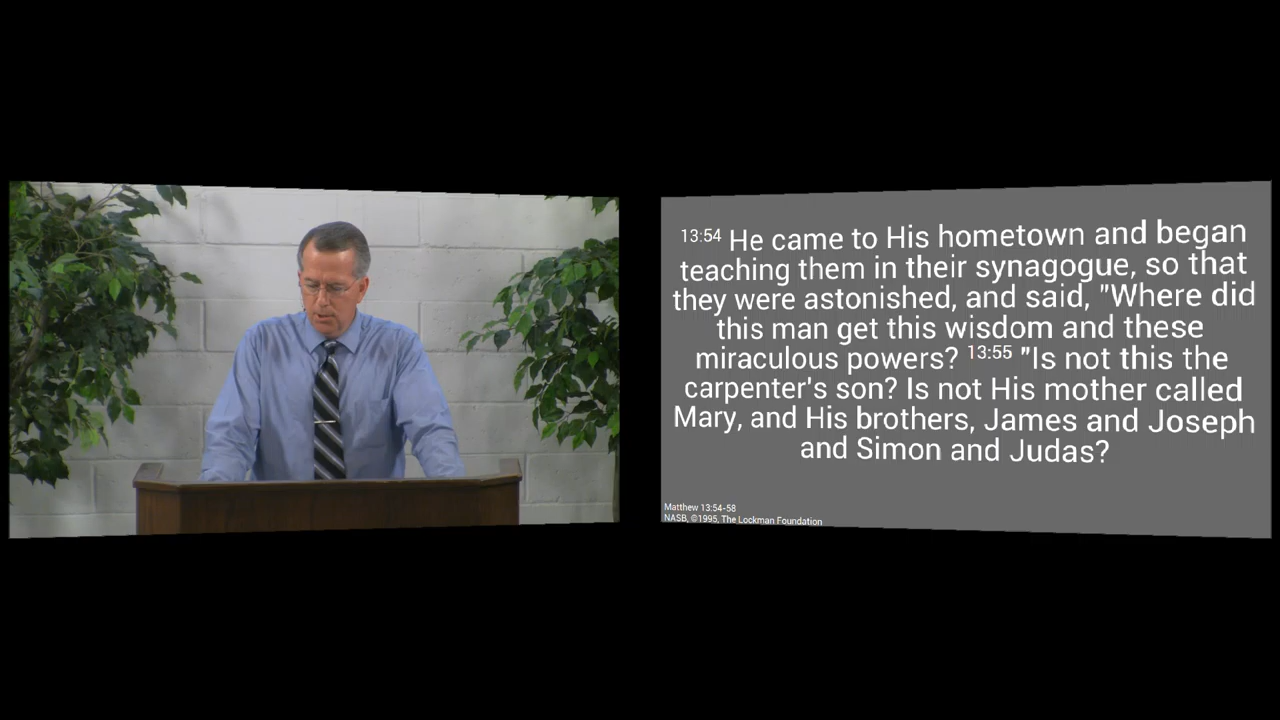 13:54 He came to His hometown and began
teaching them in their synagogue, so that
they were astonished, and said, "Where did
this man get this wisdom and these
miraculous powers? 13:55 "Is not this the
carpenter's son? Is not His mother called
Mary, and His brothers, James and Joseph
and Simon and Judas?
Matthew 13:54-58
NASB, ©1995, The Lockman Foundation